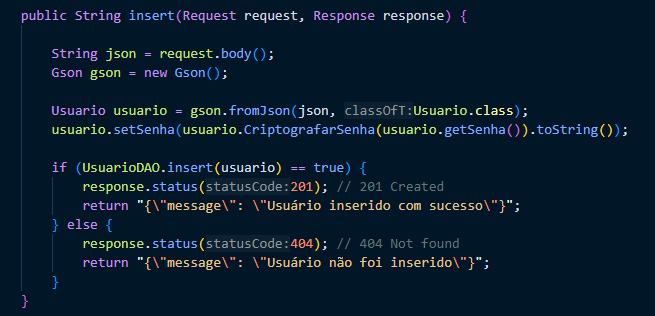 public String insert(Request request, Response response) {
String json = request.body();
Gson gson = new Gson();
Usuario usuario = gson.fromJson(json, classOfT:Usuario.class);
usuario.setSenha(usuario.CriptografarSenha(usuario.getSenha()).toString());
if (UsuarioDAO.insert(usuario) == true) {
response.status(statusCode:201); // 201 Created
return "{\"message\": \"Usuário inserido com sucesso\"}";
} else {
response.status(statusCode:404); // 404 Not found
return "{\"message\": \"Usuário não foi inserido\"}";
}
}